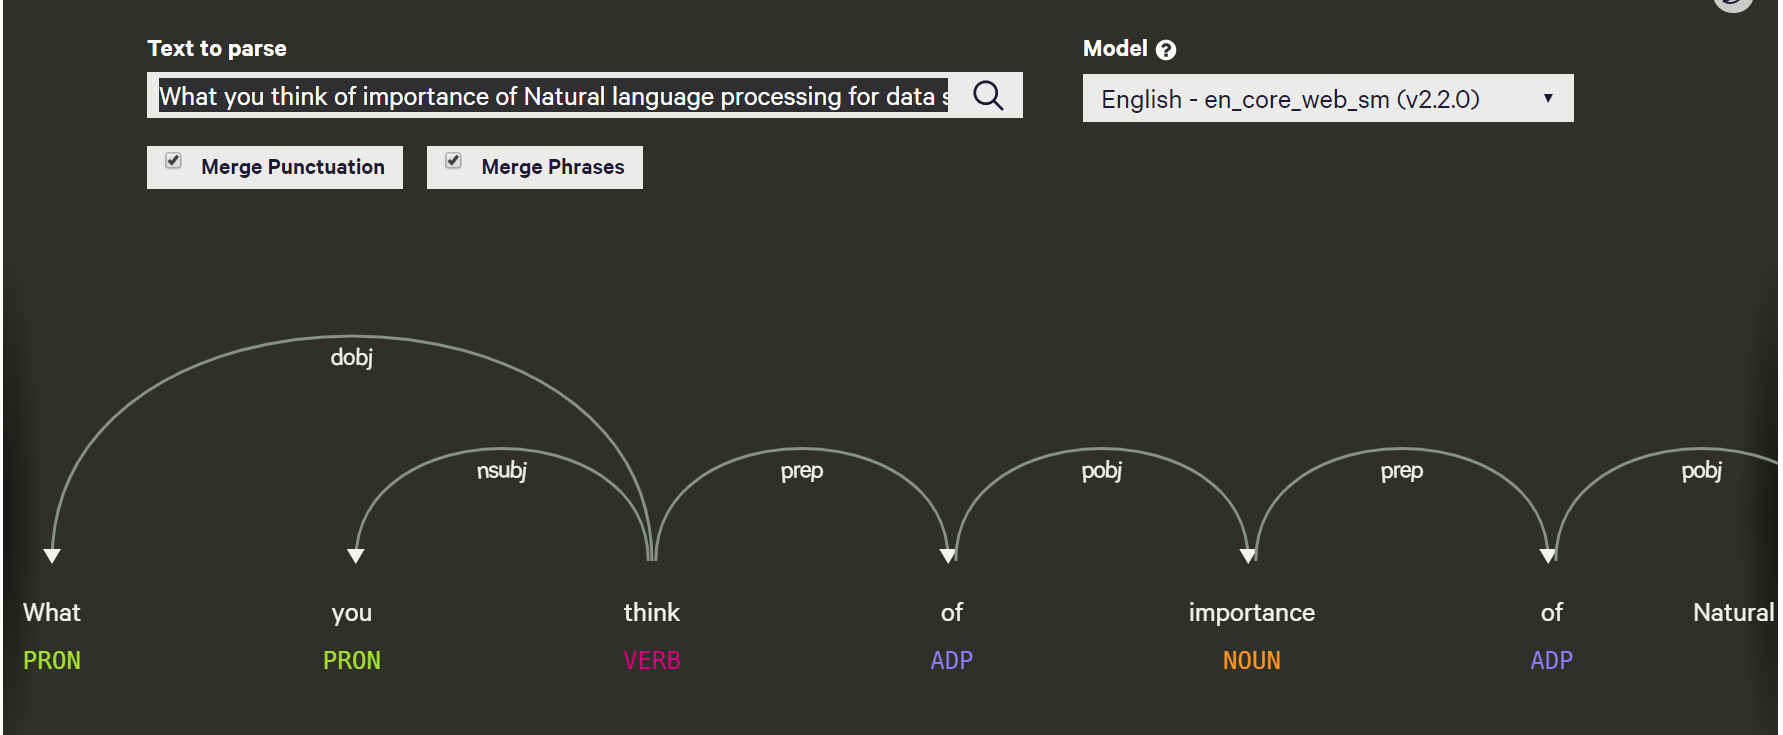 Text to parse
Model ?
What you think of importance of Natural language processing for data s
English - en_core_web_sm (v2.2.0)
Merge Punctuation
Merge Phrases
dobj
nsubj prep pobj prep pobj
What you think of importance of Natural
PRON PRON VERB ADP NOUN ADP